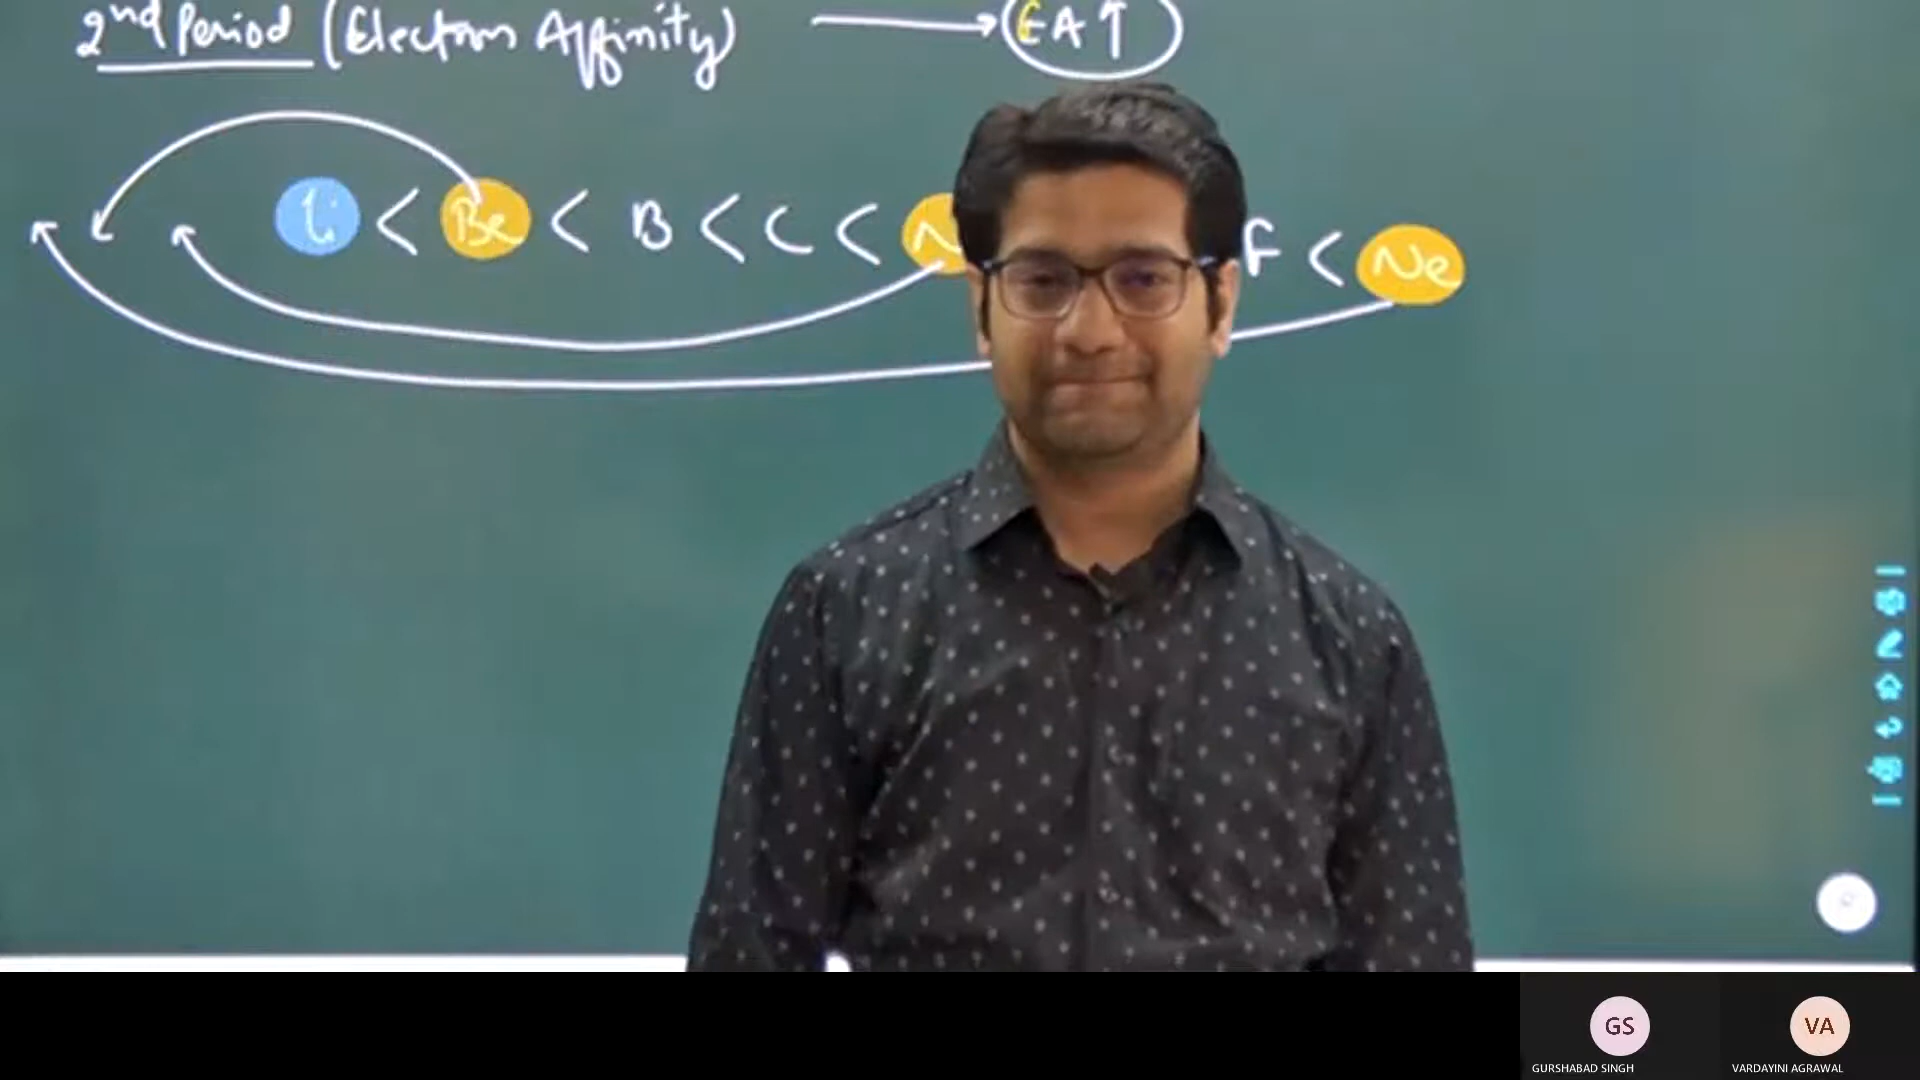 2nd Period (Electron Affinity) → EA↑
Li < Be < B < C < N F < Ne
GS VA
GURSHABAD SINGH VARDAYINI AGRAWAL